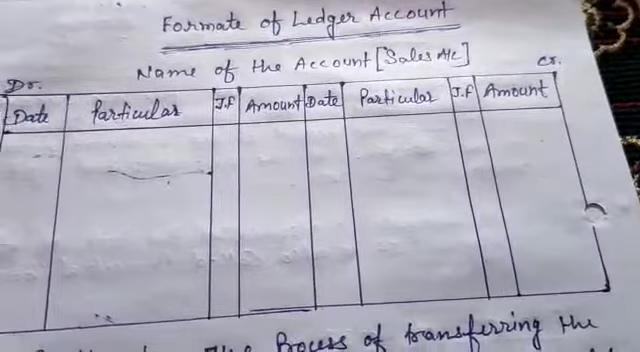 Formate of Ledger Account
Name of the Account [Sales A/c]
Dr. Cr.
Date Particular J.F Amount Date Particular J.F Amount
The Process of transferring the